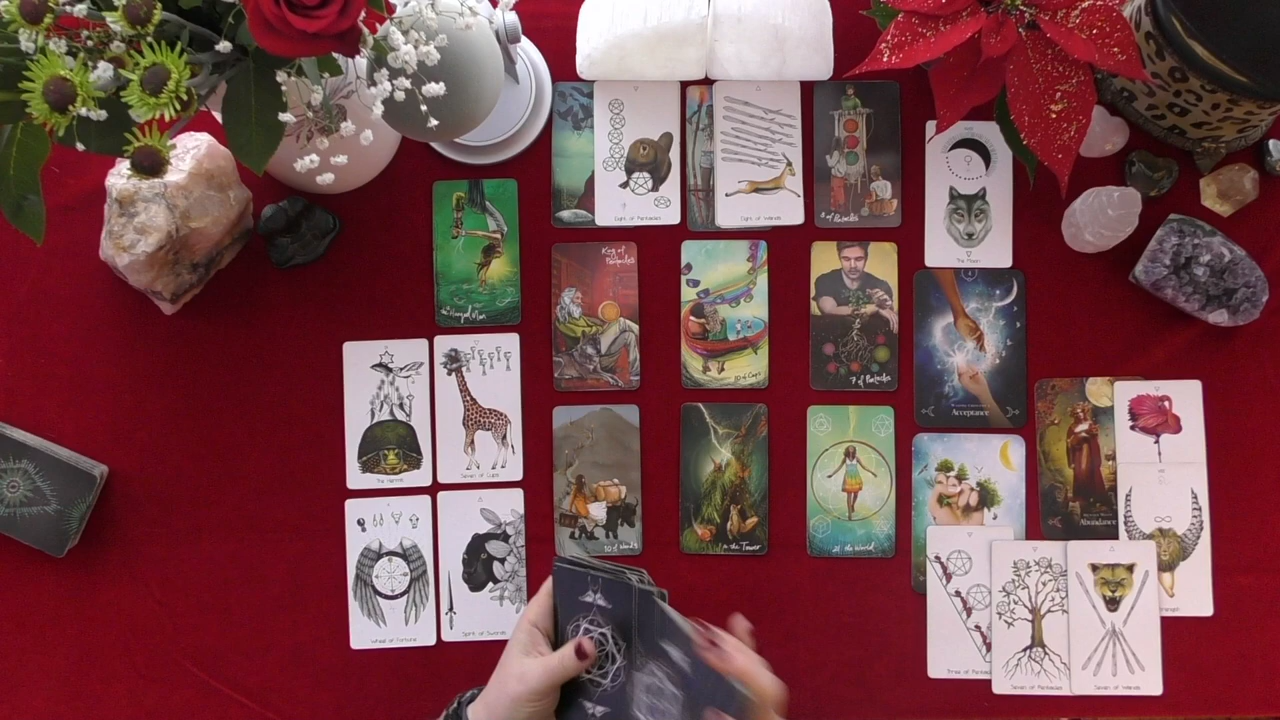 Eight of Pentacles
Eight of Wands
8 of Pentacles
The Moon
the Hanged Man
King of
Pentacles
10 of Cups
7 of Pentacles
Acceptance
The Hermit
Seven of Cups
Abundance
10 of Wands
16 the Tower
21 the World
Strength
Wheel of Fortune
Spirit of Swords
Three of Pentacles
Seven of Pentacles
Seven of Wands